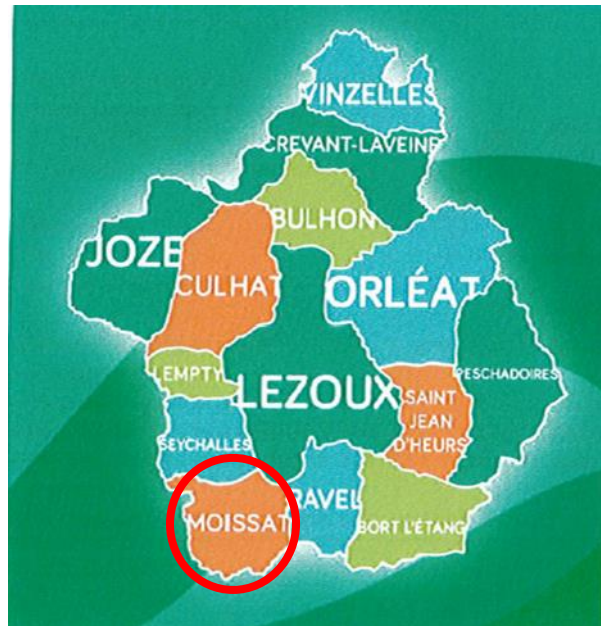 VINZELLES
CREVANT-LAVEINE
BULHON
JOZE
CULHAT
ORLÉAT
LEMPTY
PESCHADOIRES
LEZOUX
SAINT
JEAN
D'HEURS
SEYCHALLES
MOISSAT
RAVEL
BORT L'ÉTANG